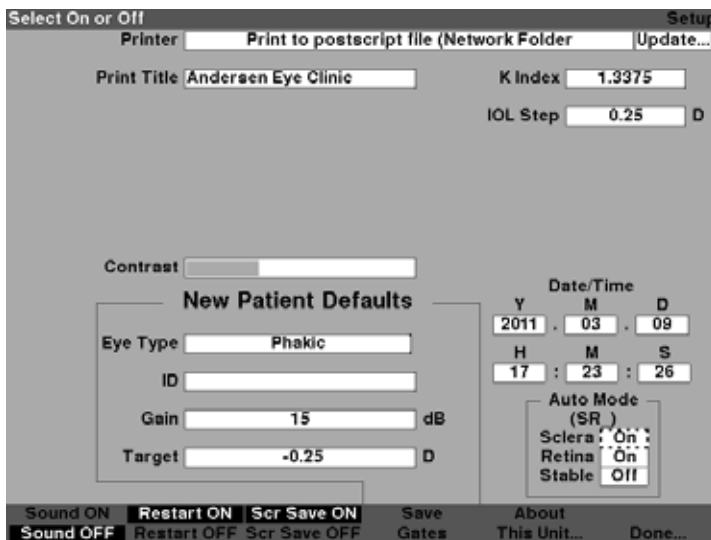 Select On or Off Setup
Printer Print to postscript file (Network Folder Update...
Print Title Andersen Eye Clinic K Index 1.3375
IOL Step 0.25 D
Contrast
New Patient Defaults
Date/Time
Y M D
2011 . 03 . 09
Eye Type Phakic
H M S
17 : 23 : 26
ID
Auto Mode
(SR_)
Gain 15 dB
Sclera On
Target -0.25 D
Retina On
Stable Off
Sound ON Restart ON Scr Save ON Save About
Sound OFF Restart OFF Scr Save OFF Gates This Unit... Done...